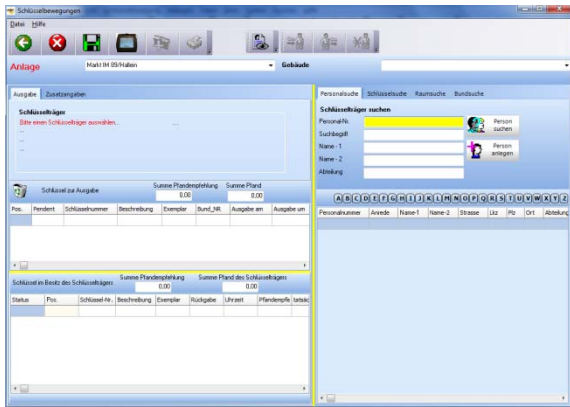 Schlüsselbewegungen
Datei Hilfe
Anlage Markt IM 09/Hallein Gebäude
Ausgabe Zusatzangaben
Schlüsselträger
Bitte einen Schlüsselträger auswählen... ...
...
...
...
Schlüssel zur Ausgabe Summe Pfandempfehlung Summe Pfand
0,00 0,00
Pos. Pendent Schlüsselnummer Beschreibung Exemplar Bund_NR Ausgabe am Ausgabe um
Schlüssel im Besitz des Schlüsselträgers Summe Pfandempfehlung Summe Pfand des Schlüsselträgers
0,00 0,00
Status Pos. Schlüssel-Nr. Beschreibung Exemplar Rückgabe Uhrzeit Pfandempfe tatsäc
Personalsuche Schlüsselsuche Raumsuche Bundsuche
Schlüsselträger suchen
Personal-Nr.
Suchbegriff
Name - 1
Name - 2
Abteilung
Person suchen
Person anlegen
A B C D E F G H I J K L M N O P Q R S T U V W X Y Z
Personalnummer Anrede Name-1 Name-2 Strasse Lkz Plz Ort Abteilung